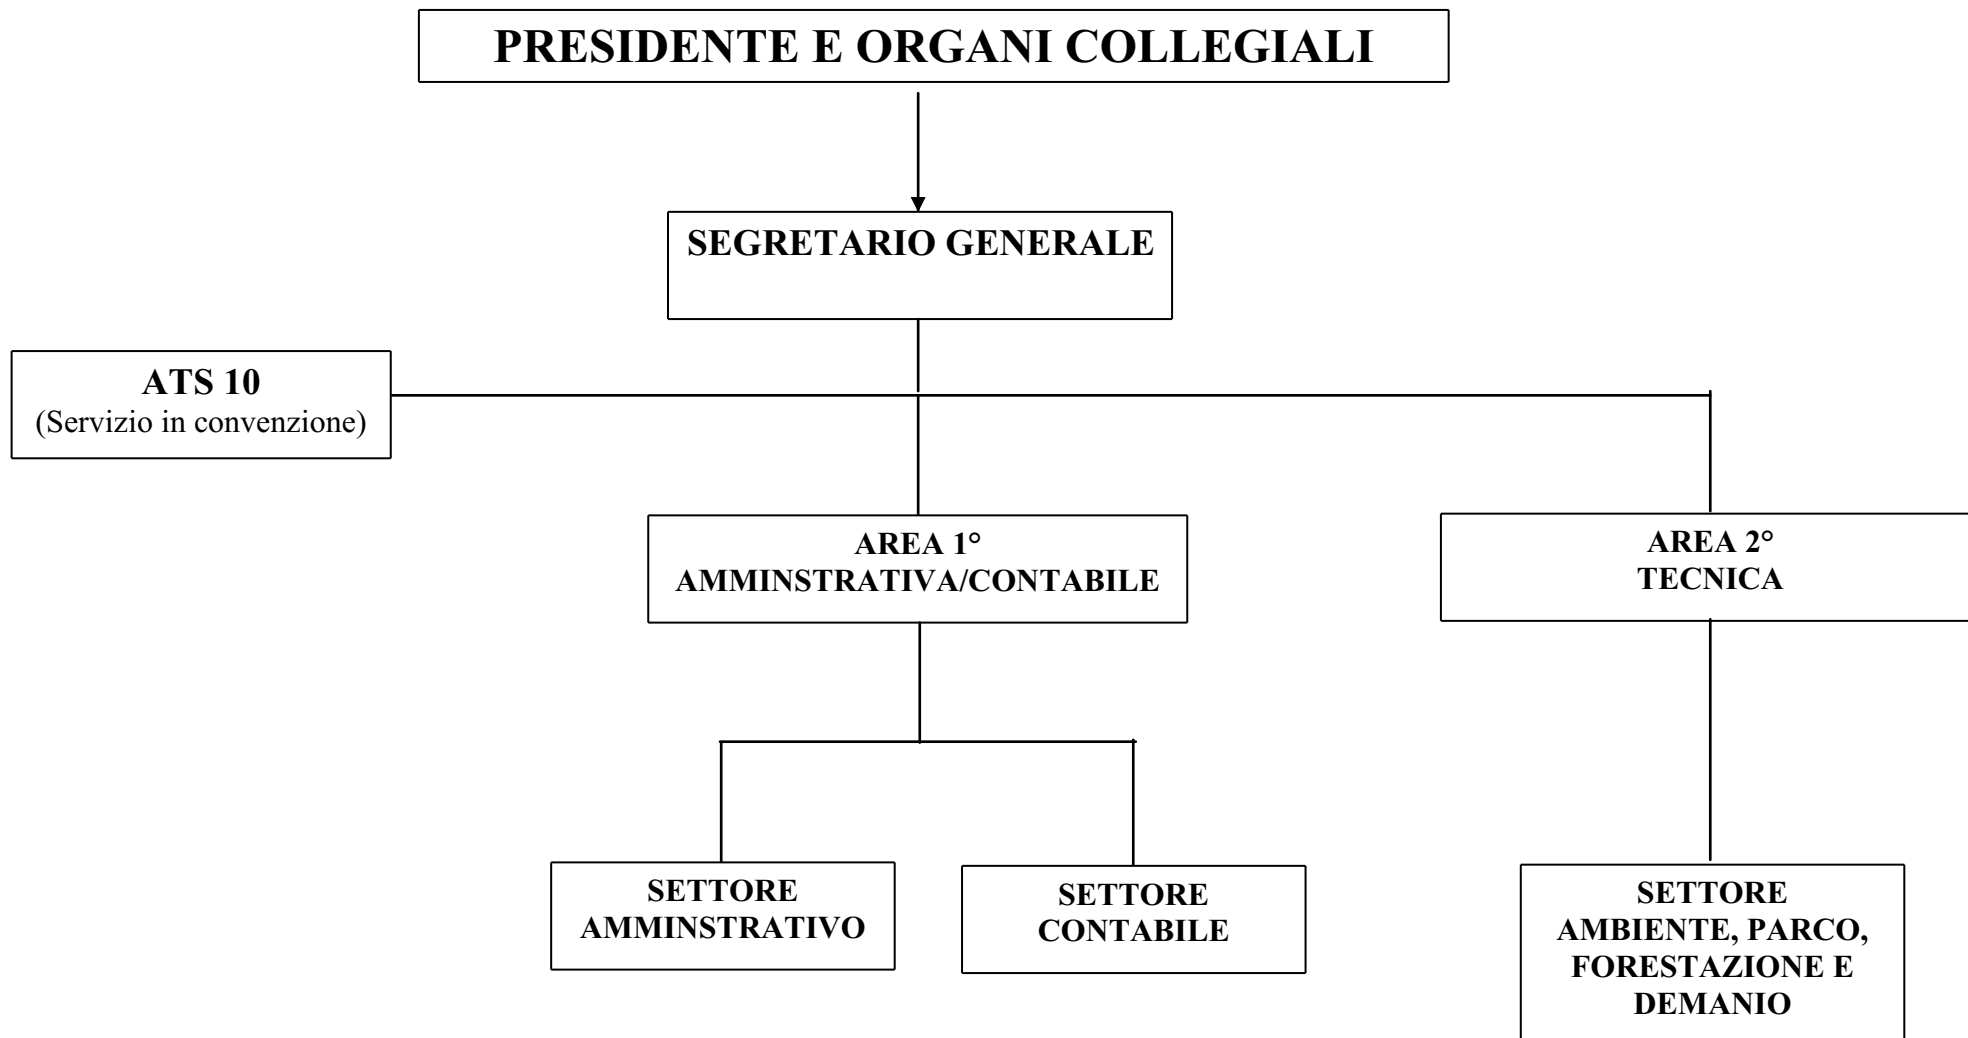 PRESIDENTE E ORGANI COLLEGIALI
SEGRETARIO GENERALE
ATS 10
(Servizio in convenzione)
AREA 1°
AMMINSTRATIVA/CONTABILE
AREA 2°
TECNICA
SETTORE
AMMINSTRATIVO
SETTORE
CONTABILE
SETTORE
AMBIENTE, PARCO,
FORESTAZIONE E
DEMANIO